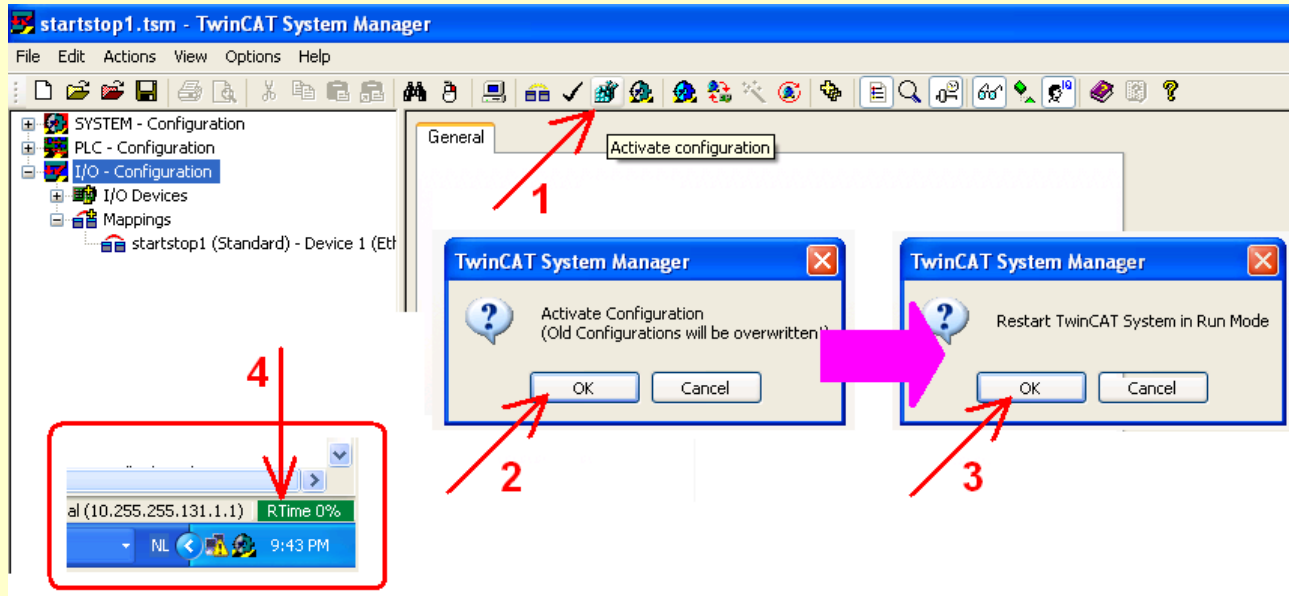 startstop1.tsm - TwinCAT System Manager
File Edit Actions View Options Help
SYSTEM - Configuration
PLC - Configuration
I/O - Configuration
I/O Devices
Mappings
startstop1 (Standard) - Device 1 (Eth
General
Activate configuration
1
TwinCAT System Manager
Activate Configuration
(Old Configurations will be overwritten!)
OK Cancel
2
TwinCAT System Manager
Restart TwinCAT System in Run Mode
OK Cancel
3
4
al (10.255.255.131.1.1) RTime 0%
NL 9:43 PM